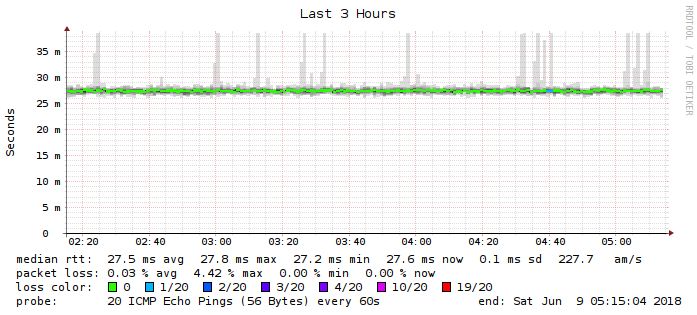 Last 3 Hours
RRDTOOL / TOBI OETIKER
Seconds
35 m
30 m
25 m
20 m
15 m
10 m
5 m
0
02:20 02:40 03:00 03:20 03:40 04:00 04:20 04:40 05:00
median rtt: 27.5 ms avg 27.8 ms max 27.2 ms min 27.6 ms now 0.1 ms sd 227.7 am/s
packet loss: 0.03 % avg 4.42 % max 0.00 % min 0.00 % now
loss color: 0 1/20 2/20 3/20 4/20 10/20 19/20
probe: 20 ICMP Echo Pings (56 Bytes) every 60s end: Sat Jun 9 05:15:04 2018